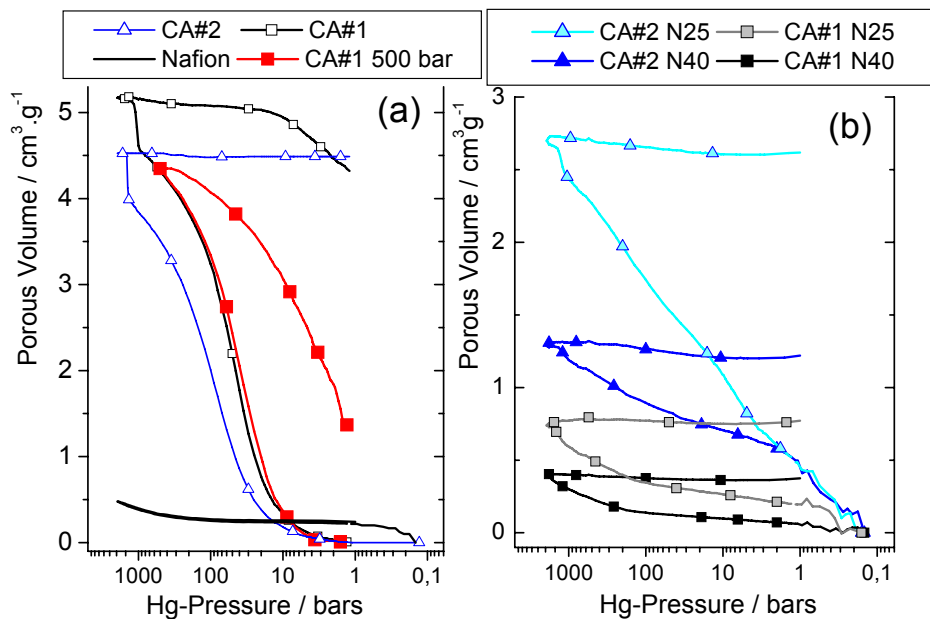 CA#2 CA#1
Nafion CA#1 500 bar
CA#2 N25 CA#1 N25
CA#2 N40 CA#1 N40
(a)
5
4
3
2
1
0
Porous Volume / cm³.g⁻¹
1000 100 10 1 0,1
Hg-Pressure / bars
(b)
3
2
1
0
Porous Volume / cm³g⁻¹
1000 100 10 1 0,1
Hg-Pressure / bars